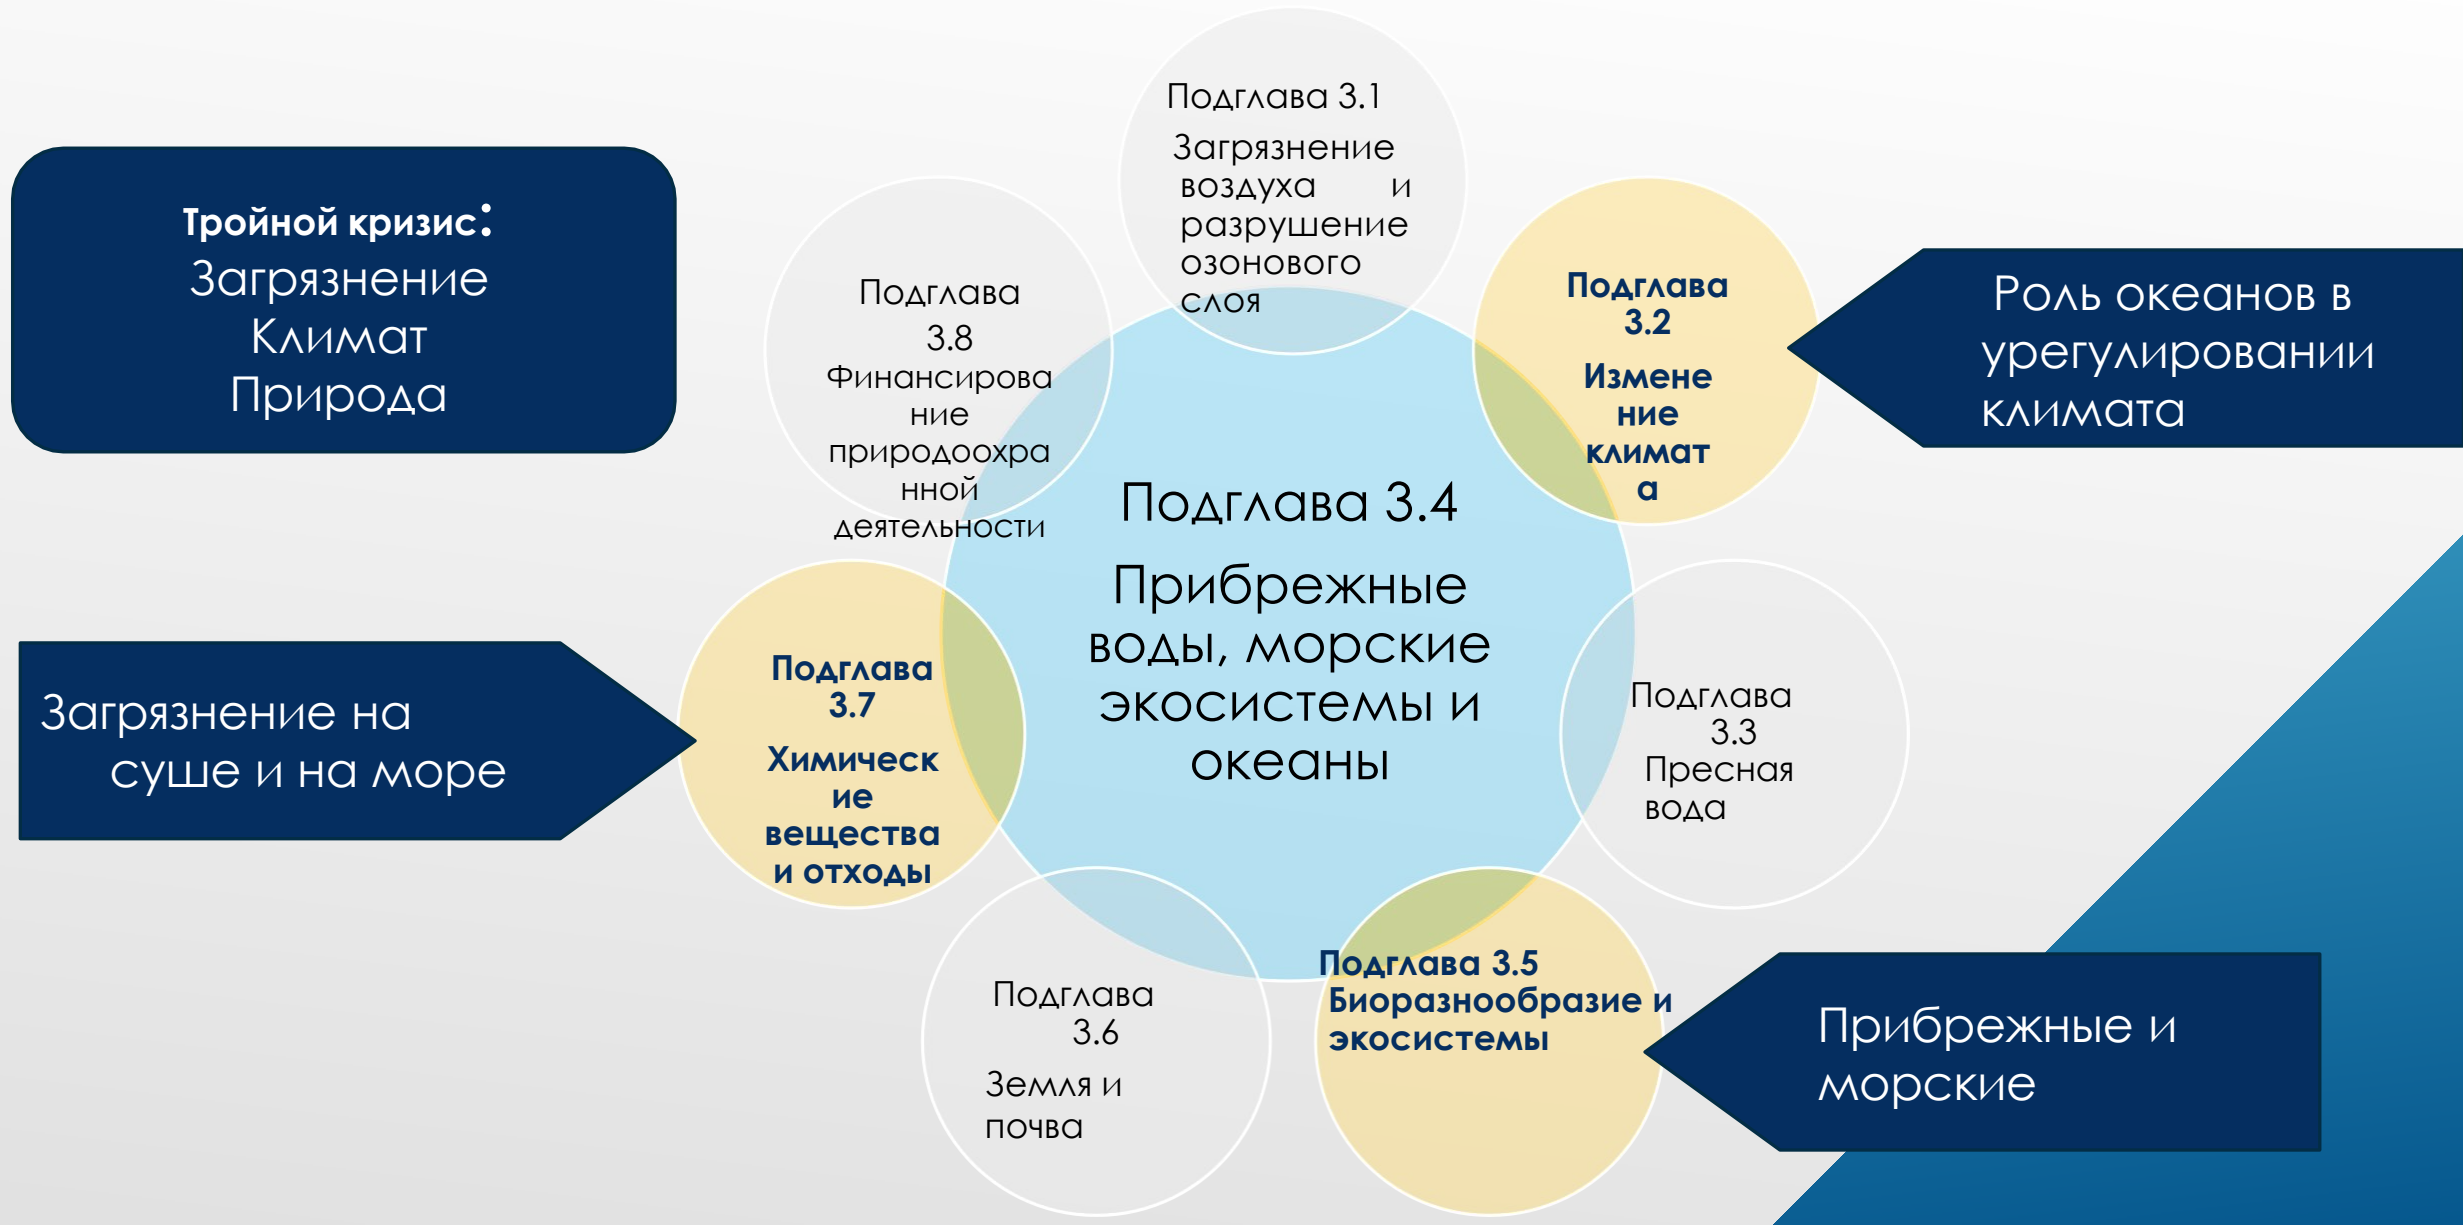 Подглава 3.1
Загрязнение
воздуха и
разрушение
озонового
слоя
Тройной кризис:
Загрязнение
Климат
Природа
Подглава
3.8
Финансирова
ние
природоохра
нной
деятельности
Подглава
3.2
Измене
ние
климат
а
Роль океанов в
урегулировании
климата
Подглава 3.4
Прибрежные
воды, морские
экосистемы и
океаны
Загрязнение на
суше и на море
Подглава
3.7
Химическ
ие
вещества
и отходы
Подглава
3.3
Пресная
вода
Подглава
3.6
Земля и
почва
Подглава 3.5
Биоразнообразие и
экосистемы
Прибрежные и
морские